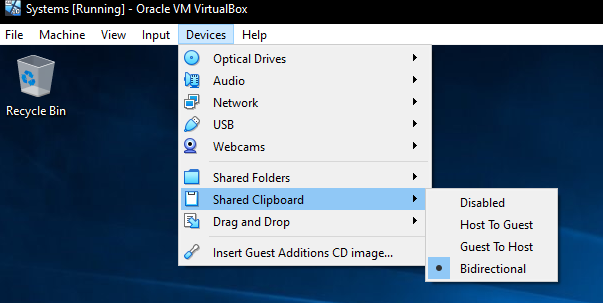 Systems [Running] - Oracle VM VirtualBox
File Machine View Input Devices Help
Recycle Bin
Optical Drives
Audio
Network
USB
Webcams
Shared Folders
Shared Clipboard
Drag and Drop
Insert Guest Additions CD image...
Disabled
Host To Guest
Guest To Host
Bidirectional